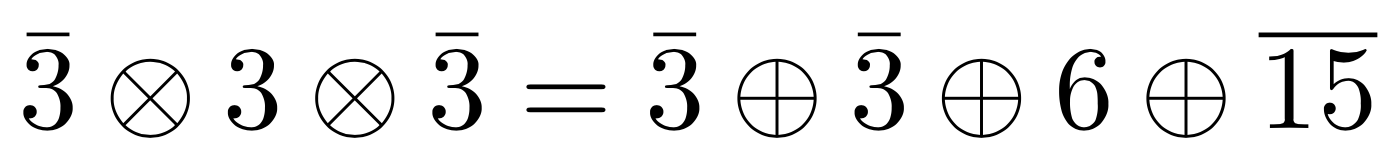 3̅ ⊗ 3 ⊗ 3̅ = 3̅ ⊕ 3̅ ⊕ 6 ⊕ 1̅5̅